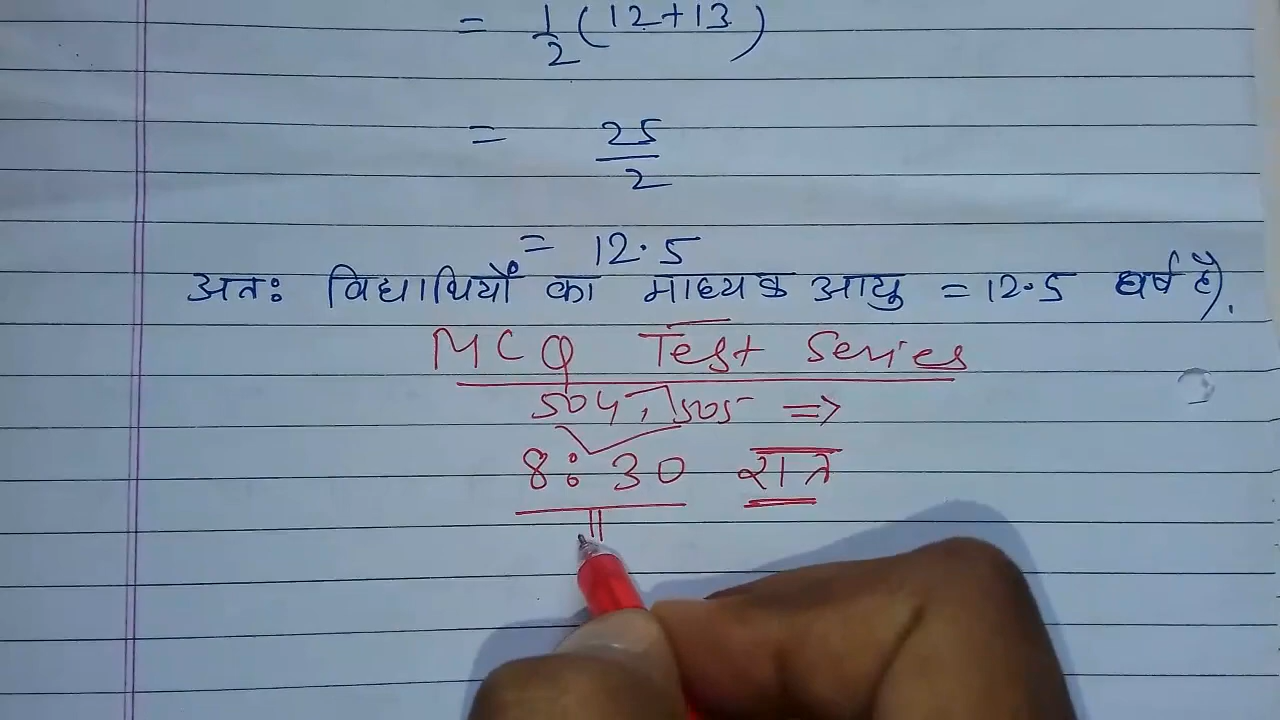 = 1/2 (12+13)
= 25/2
= 12.5
अतः विद्यार्थियों का माध्यक आयु = 12.5 वर्ष है).
MCQ Test Series
504, 505 =>
8:30 रात